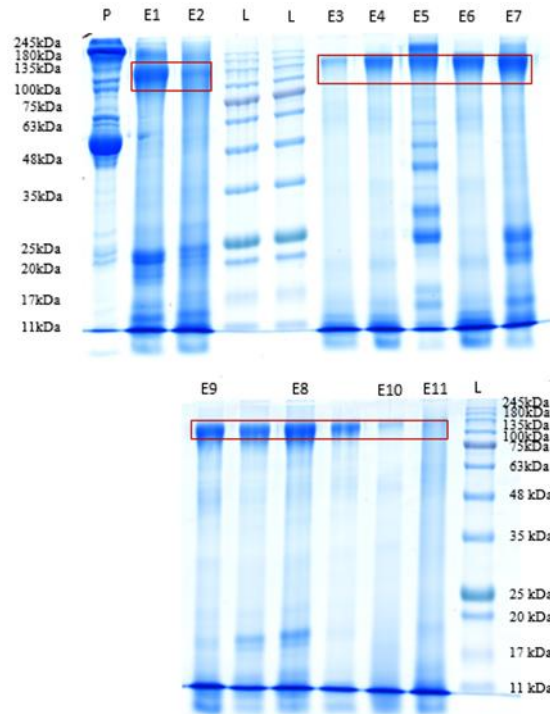 P E1 E2 L L E3 E4 E5 E6 E7
245kDa
180kDa
135kDa
100kDa
75kDa
63kDa
48kDa
35kDa
25kDa
20kDa
17kDa
11kDa
E9 E8 E10 E11 L
245kDa
180kDa
135kDa
100kDa
75kDa
63kDa
48 kDa
35 kDa
25 kDa
20 kDa
17 kDa
11 kDa